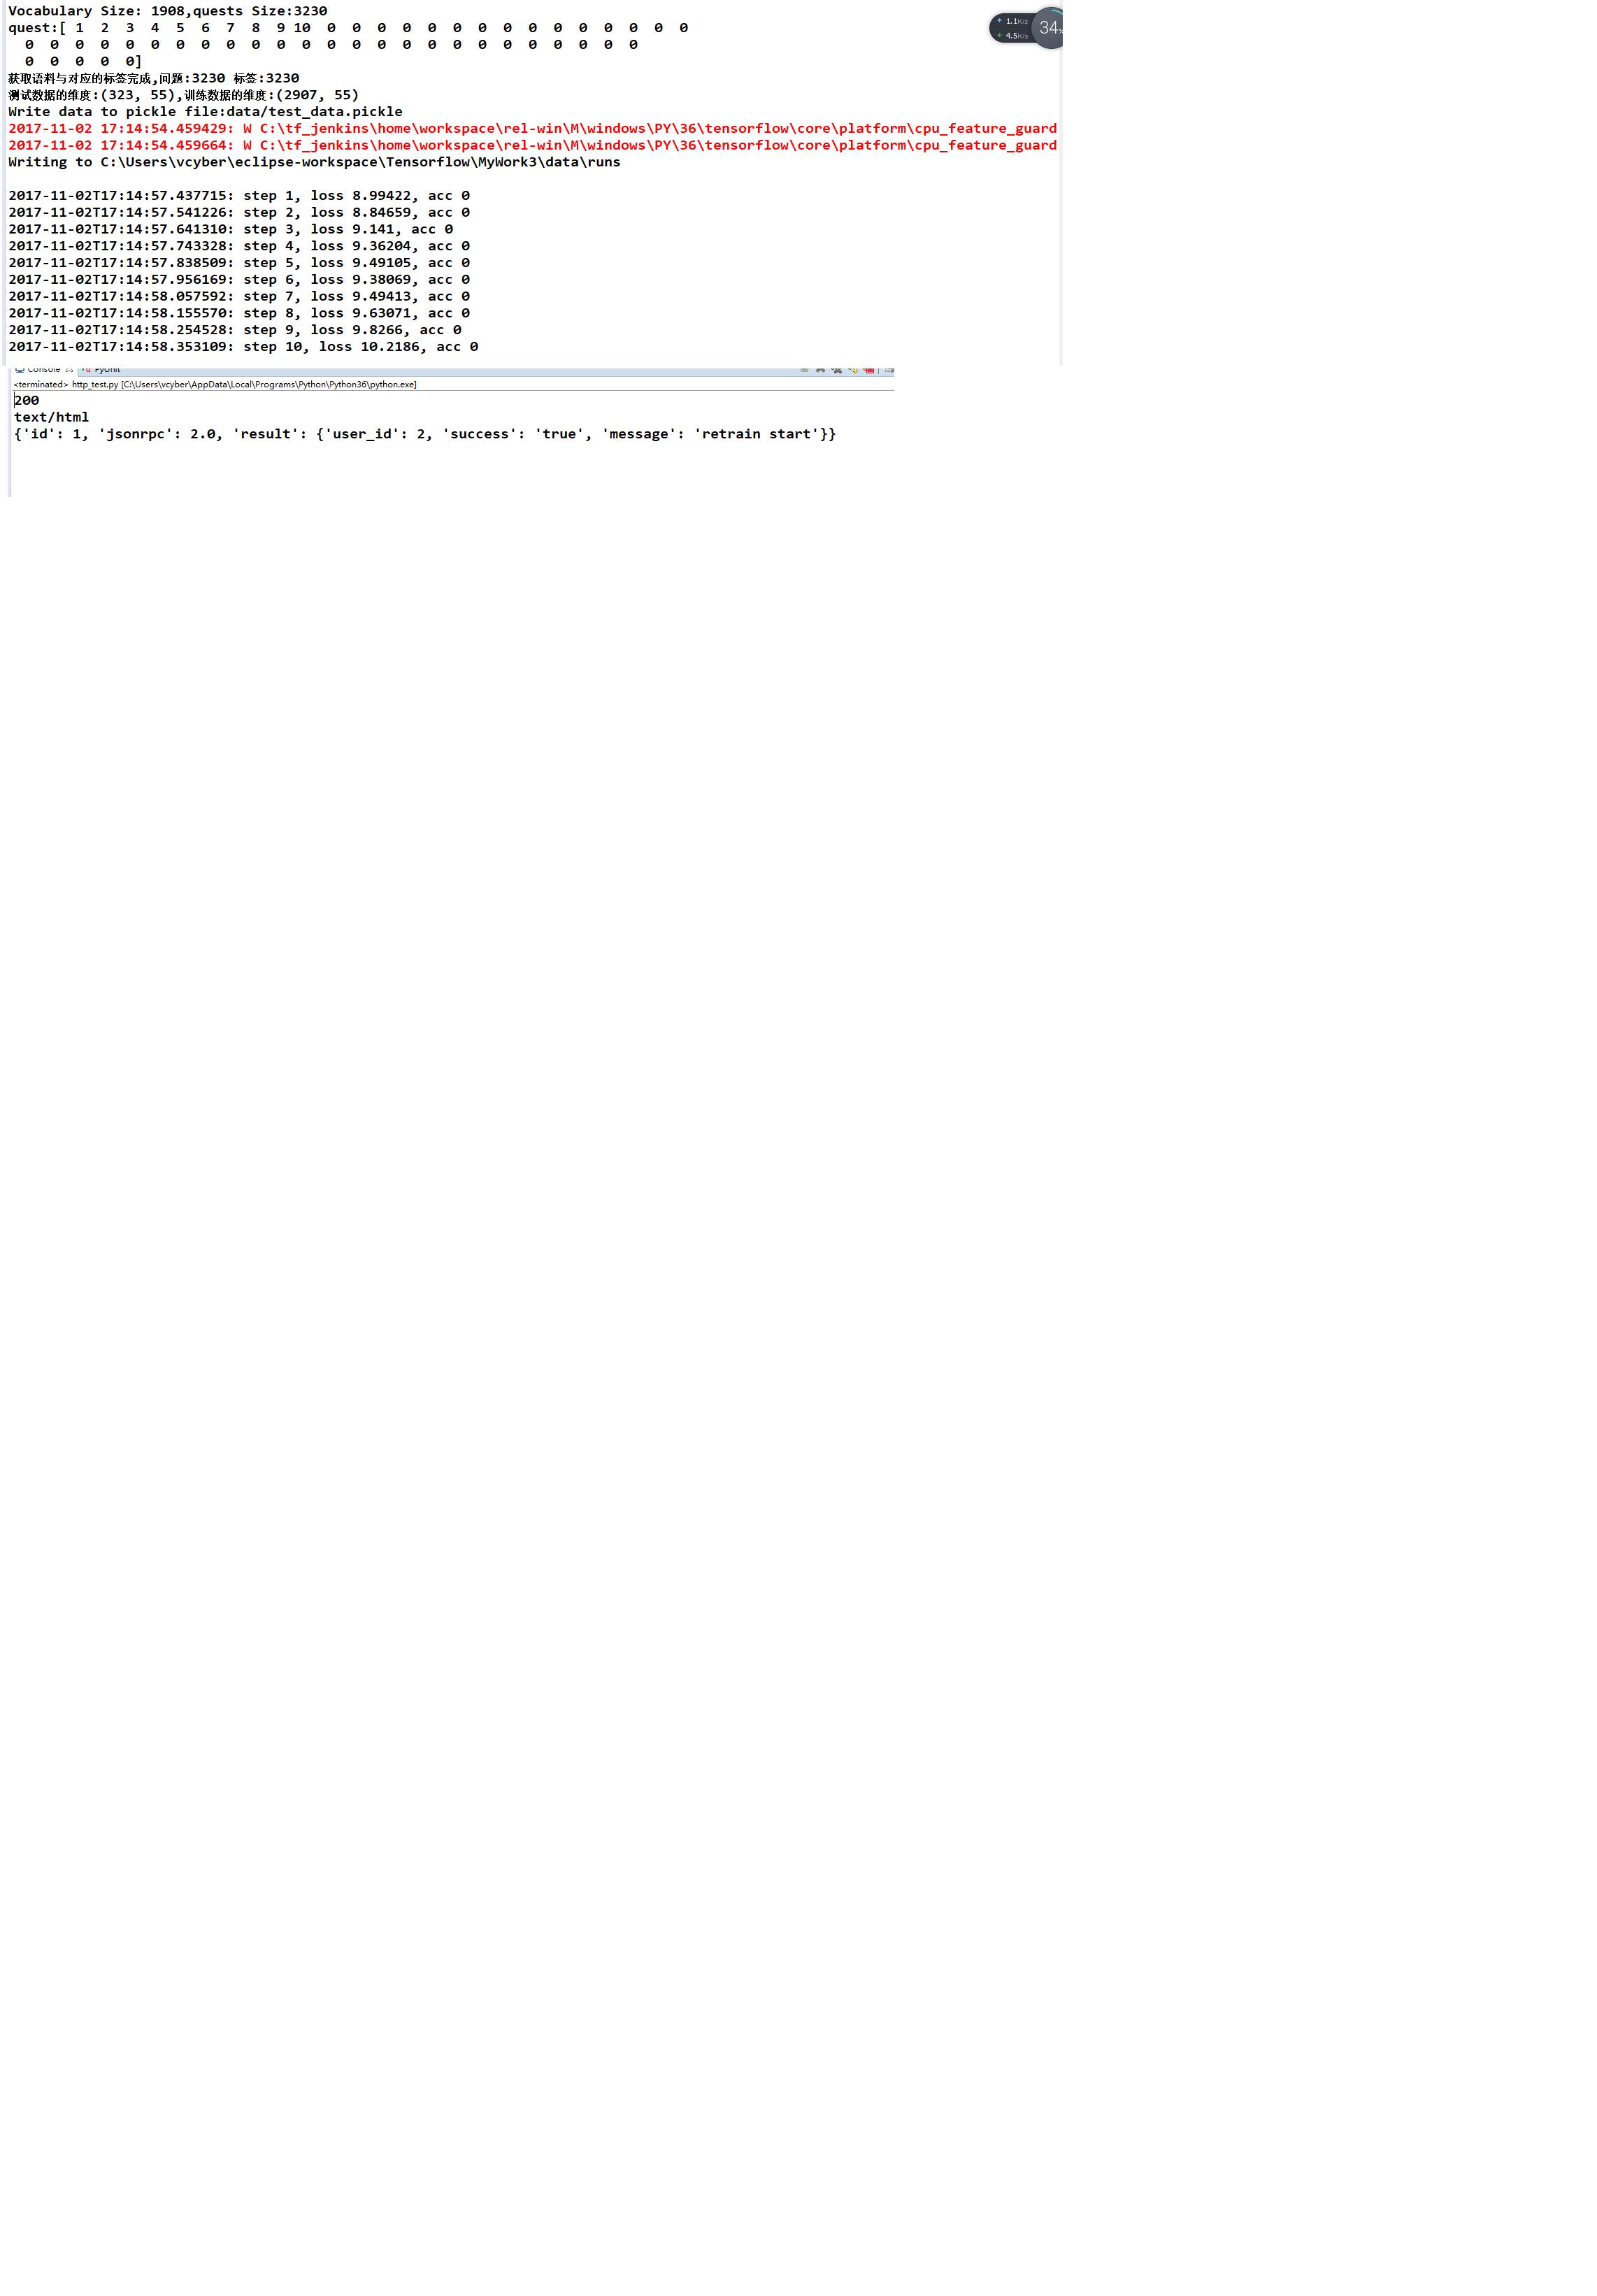 Vocabulary Size: 1908,quests Size:3230
quest:[ 1  2  3  4  5  6  7  8  9 10  0  0  0  0  0  0  0  0  0  0  0  0  0  0  0
  0  0  0  0  0  0  0  0  0  0  0  0  0  0  0  0  0  0  0  0  0  0  0  0  0
  0  0  0  0  0]
获取语料与对应的标签完成,问题:3230 标签:3230
测试数据的维度:(323, 55),训练数据的维度:(2907, 55)
Write data to pickle file:data/test_data.pickle
2017-11-02 17:14:54.459429: W C:\tf_jenkins\home\workspace\rel-win\M\windows\PY\36\tensorflow\core\platform\cpu_feature_guard
2017-11-02 17:14:54.459664: W C:\tf_jenkins\home\workspace\rel-win\M\windows\PY\36\tensorflow\core\platform\cpu_feature_guard
Writing to C:\Users\vcyber\eclipse-workspace\Tensorflow\MyWork3\data\runs
2017-11-02T17:14:57.437715: step 1, loss 8.99422, acc 0
2017-11-02T17:14:57.541226: step 2, loss 8.84659, acc 0
2017-11-02T17:14:57.641310: step 3, loss 9.141, acc 0
2017-11-02T17:14:57.743328: step 4, loss 9.36204, acc 0
2017-11-02T17:14:57.838509: step 5, loss 9.49105, acc 0
2017-11-02T17:14:57.956169: step 6, loss 9.38069, acc 0
2017-11-02T17:14:58.057592: step 7, loss 9.49413, acc 0
2017-11-02T17:14:58.155570: step 8, loss 9.63071, acc 0
2017-11-02T17:14:58.254528: step 9, loss 9.8266, acc 0
2017-11-02T17:14:58.353109: step 10, loss 10.2186, acc 0
1.1K/s
4.5K/s
34%
Console PyUnit
<terminated> http_test.py [C:\Users\vcyber\AppData\Local\Programs\Python\Python36\python.exe]
200
text/html
{'id': 1, 'jsonrpc': 2.0, 'result': {'user_id': 2, 'success': 'true', 'message': 'retrain start'}}